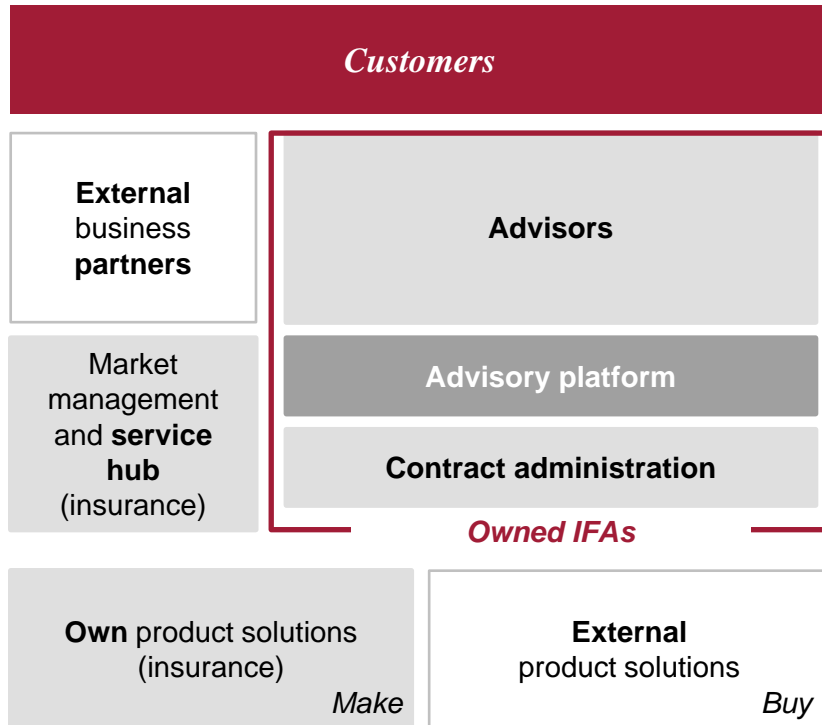 Customers
External
business
partners
Advisors
Market
management
and service
hub
(insurance)
Advisory platform
Contract administration
Owned IFAs
Own product solutions
(insurance)
Make
External
product solutions
Buy